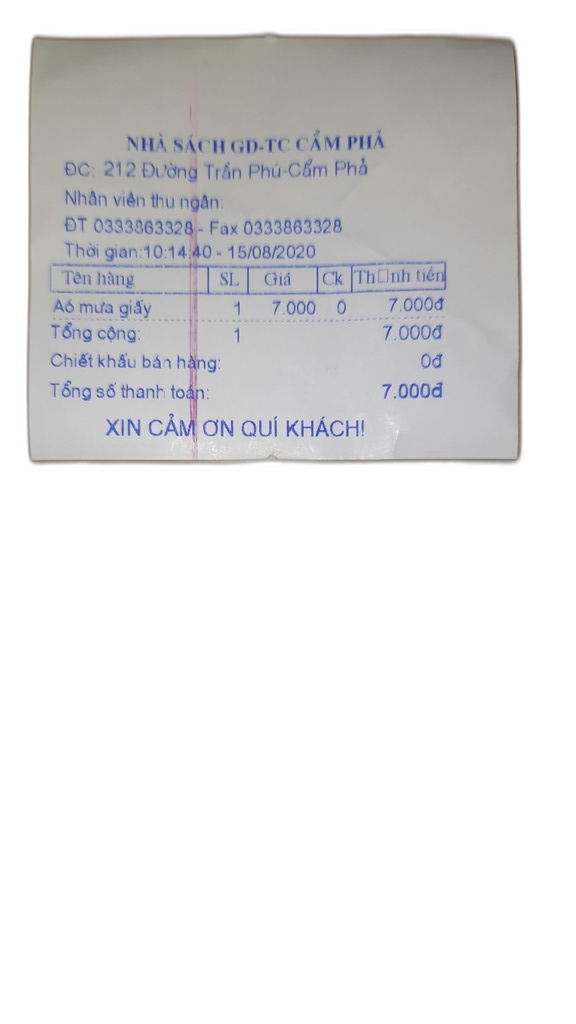 NHÀ SÁCH GD-TC CẨM PHẢ
ĐC: 212 Đường Trần Phú-Cẩm Phả
Nhân viên thu ngân:
ĐT 0333863328 - Fax 0333863328
Thời gian:10:14:40 - 15/08/2020
Tên hàng SL Giá Ck Th□nh tiền
Aó mưa giấy 1 7.000 0 7.000đ
Tổng cộng: 1 7.000đ
Chiết khấu bán hàng: 0đ
Tổng số thanh toán: 7.000đ
XIN CẢM ƠN QUÍ KHÁCH!